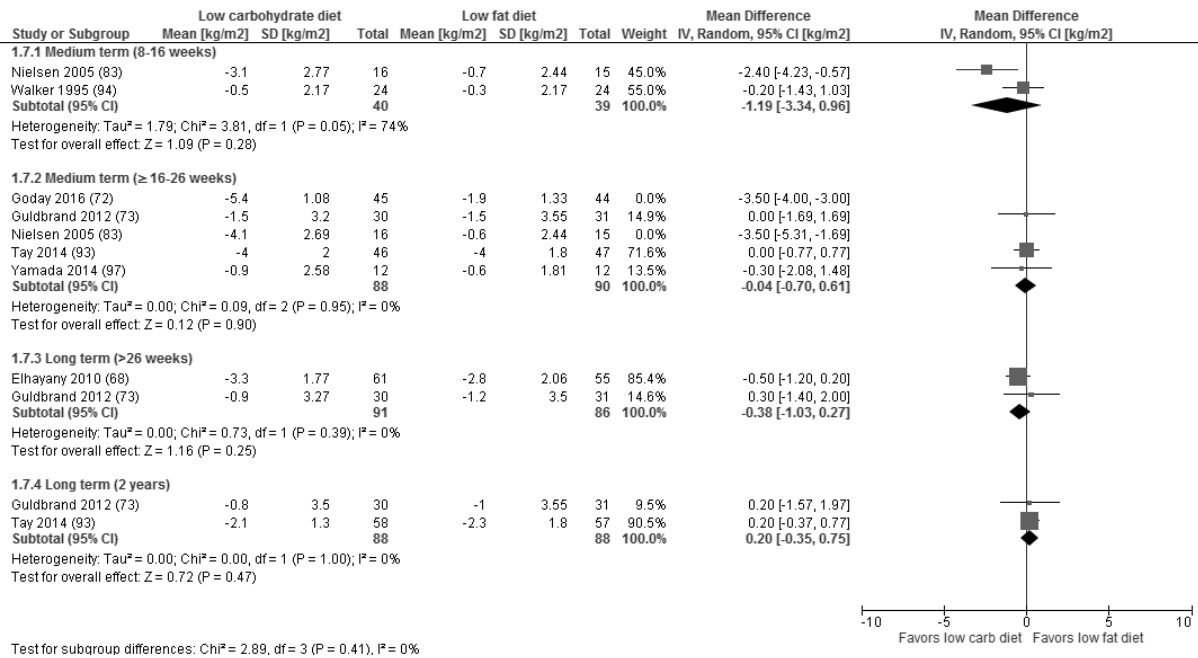 Low carbohydrate diet Low fat diet Mean Difference Mean Difference
Study or Subgroup Mean [kg/m2] SD [kg/m2] Total Mean [kg/m2] SD [kg/m2] Total Weight IV, Random, 95% CI [kg/m2] IV, Random, 95% CI [kg/m2]
1.7.1 Medium term (8-16 weeks)
Nielsen 2005 (83) -3.1 2.77 16 -0.7 2.44 15 45.0% -2.40 [-4.23, -0.57]
Walker 1995 (94) -0.5 2.17 24 -0.3 2.17 24 55.0% -0.20 [-1.43, 1.03]
Subtotal (95% CI) 40 39 100.0% -1.19 [-3.34, 0.96]
Heterogeneity: Tau² = 1.79; Chi² = 3.81, df = 1 (P = 0.05); I² = 74%
Test for overall effect: Z = 1.09 (P = 0.28)
1.7.2 Medium term (≥ 16-26 weeks)
Goday 2016 (72) -5.4 1.08 45 -1.9 1.33 44 0.0% -3.50 [-4.00, -3.00]
Guldbrand 2012 (73) -1.5 3.2 30 -1.5 3.55 31 14.9% 0.00 [-1.69, 1.69]
Nielsen 2005 (83) -4.1 2.69 16 -0.6 2.44 15 0.0% -3.50 [-5.31, -1.69]
Tay 2014 (93) -4 2 46 -4 1.8 47 71.6% 0.00 [-0.77, 0.77]
Yamada 2014 (97) -0.9 2.58 12 -0.6 1.81 12 13.5% -0.30 [-2.08, 1.48]
Subtotal (95% CI) 88 90 100.0% -0.04 [-0.70, 0.61]
Heterogeneity: Tau² = 0.00; Chi² = 0.09, df = 2 (P = 0.95); I² = 0%
Test for overall effect: Z = 0.12 (P = 0.90)
1.7.3 Long term (>26 weeks)
Elhayany 2010 (68) -3.3 1.77 61 -2.8 2.06 55 85.4% -0.50 [-1.20, 0.20]
Guldbrand 2012 (73) -0.9 3.27 30 -1.2 3.5 31 14.6% 0.30 [-1.40, 2.00]
Subtotal (95% CI) 91 86 100.0% -0.38 [-1.03, 0.27]
Heterogeneity: Tau² = 0.00; Chi² = 0.73, df = 1 (P = 0.39); I² = 0%
Test for overall effect: Z = 1.16 (P = 0.25)
1.7.4 Long term (2 years)
Guldbrand 2012 (73) -0.8 3.5 30 -1 3.55 31 9.5% 0.20 [-1.57, 1.97]
Tay 2014 (93) -2.1 1.3 58 -2.3 1.8 57 90.5% 0.20 [-0.37, 0.77]
Subtotal (95% CI) 88 88 100.0% 0.20 [-0.35, 0.75]
Heterogeneity: Tau² = 0.00; Chi² = 0.00, df = 1 (P = 1.00); I² = 0%
Test for overall effect: Z = 0.72 (P = 0.47)
-10 -5 0 5 10
Favors low carb diet Favors low fat diet
Test for subgroup differences: Chi² = 2.89, df = 3 (P = 0.41), I² = 0%